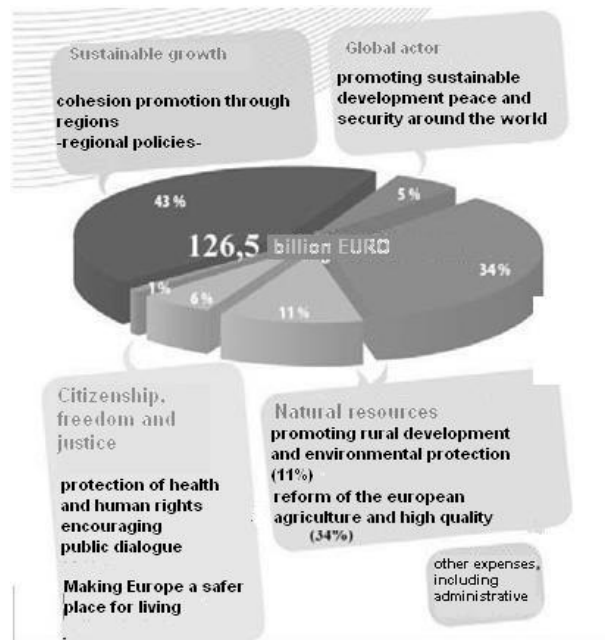 Sustainable growth
cohesion promotion through
regions
-regional policies-
Global actor
promoting sustainable
development peace and
security around the world
43 %
5 %
126,5 billion EURO
34%
1%
6%
11 %
Citizenship,
freedom and
justice
protection of health
and human rights
encouraging
public dialogue
Making Europe a safer
place for living
Natural resources
promoting rural development
and environmental protection
(11%)
reform of the european
agriculture and high quality
(34%)
other expenses,
including
administrative